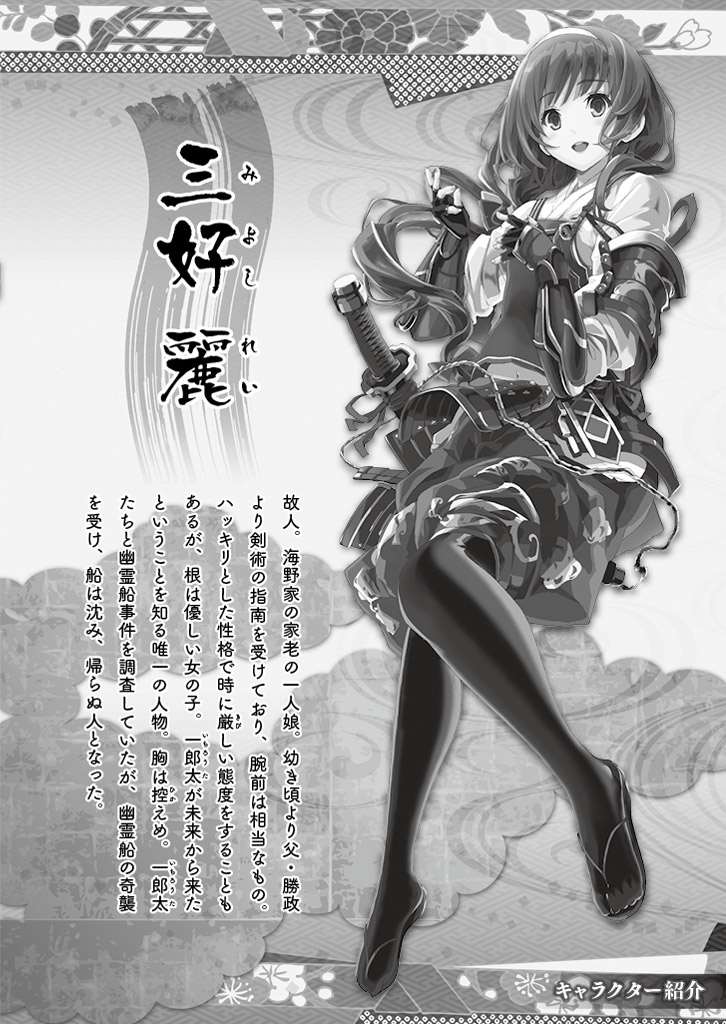 三好 麗
みよし れい
故人。海野家の家老の一人娘。幼き頃より父・勝政
より剣術の指南を受けており、腕前は相当なもの。
ハッキリとした性格で時に厳しい態度をすることも
あるが、根は優しい女の子。一郎太が未来から来た
ということを知る唯一の人物。胸は控えめ。一郎太
たちと幽霊船事件を調査していたが、幽霊船の奇襲
を受け、船は沈み、帰らぬ人となった。
キャラクター紹介